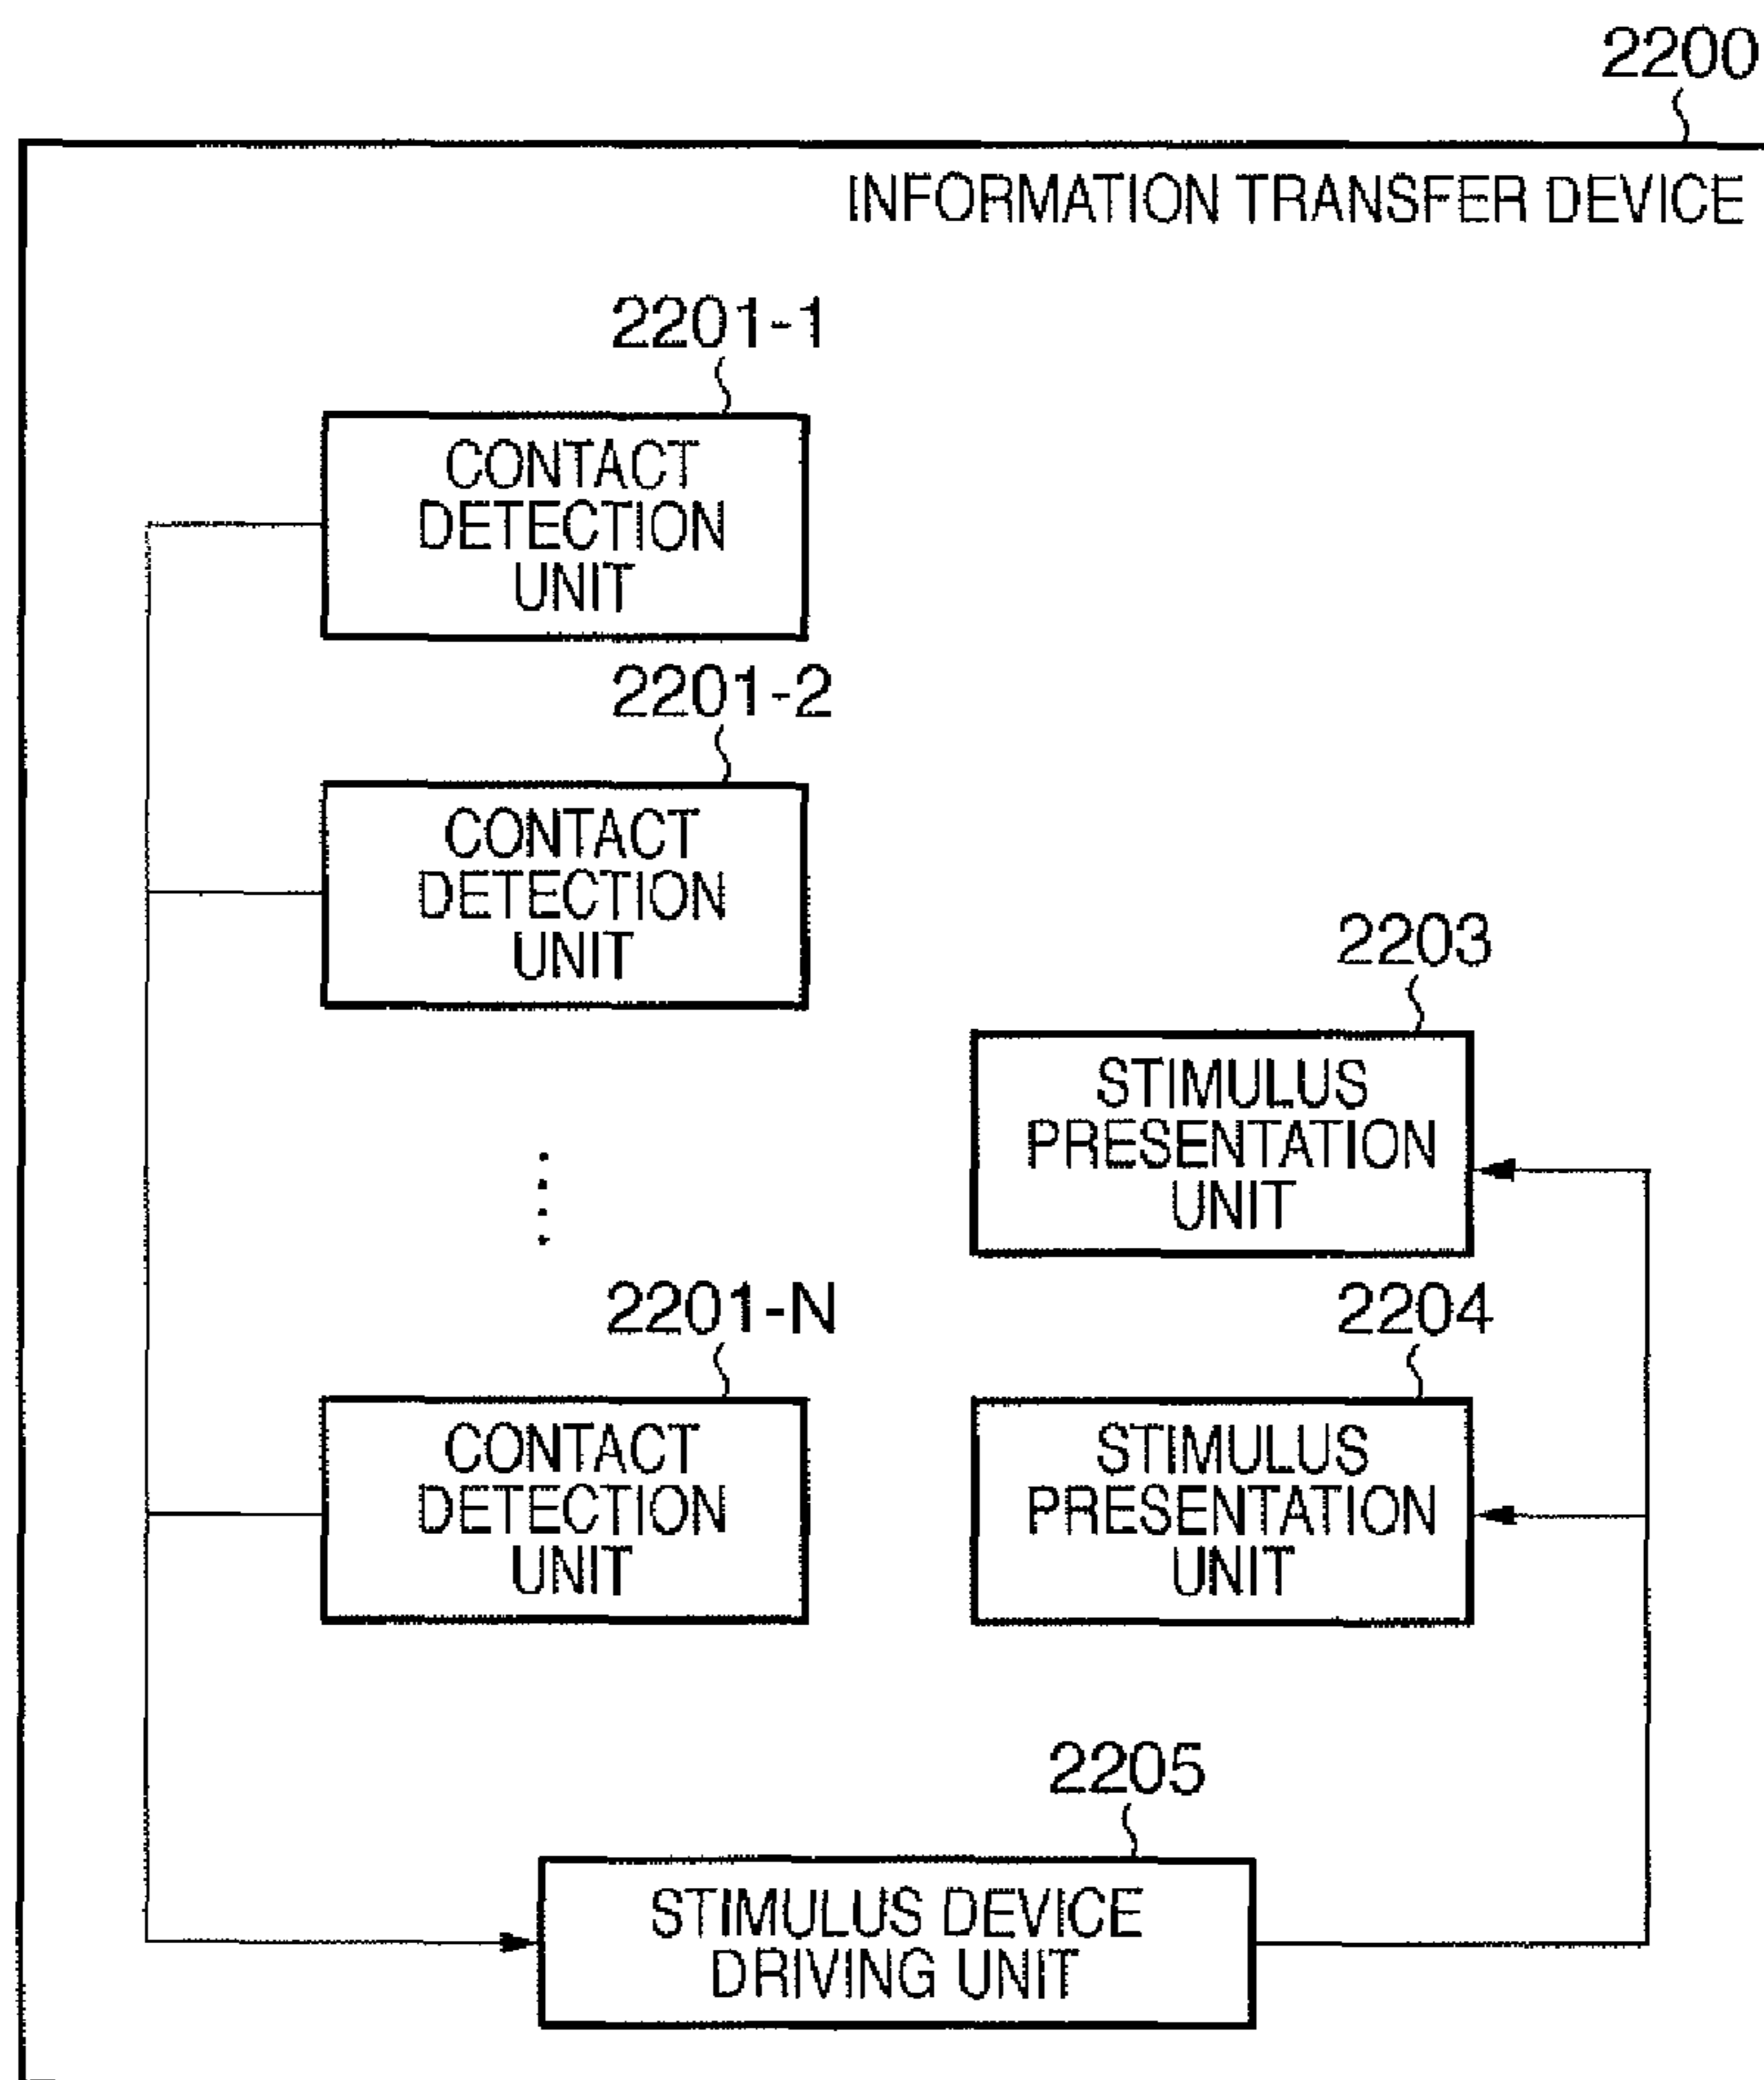 2200
INFORMATION TRANSFER DEVICE
2201-1
CONTACT
DETECTION
UNIT
2201-2
CONTACT
DETECTION
UNIT
2203
STIMULUS
PRESENTATION
UNIT
2201-N
CONTACT
DETECTION
UNIT
2204
STIMULUS
PRESENTATION
UNIT
2205
STIMULUS DEVICE
DRIVING UNIT